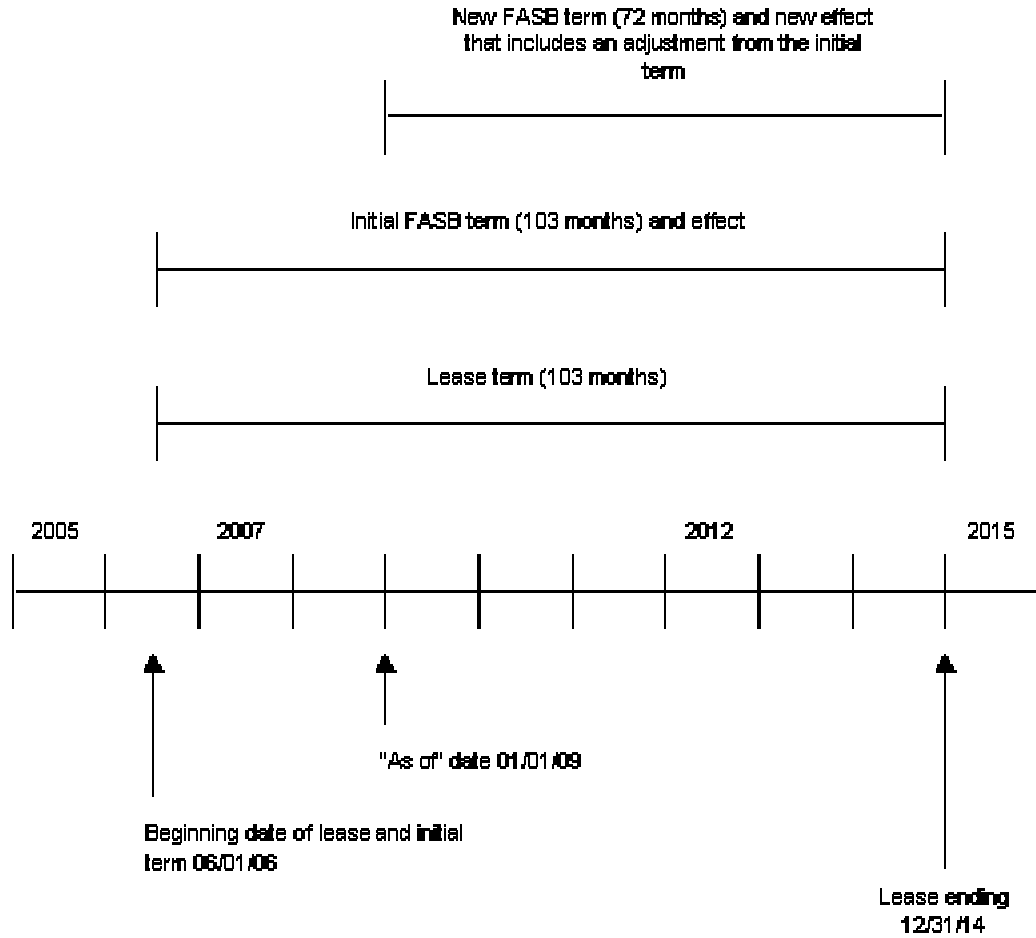 New FASB term (72 months) and new effect
that includes an adjustment from the initial
term
Initial FASB term (103 months) and effect
Lease term (103 months)
2005 2007 2012 2015
"As of" date 01/01/09
Beginning date of lease and initial
term 06/01/06
Lease ending
12/31/14